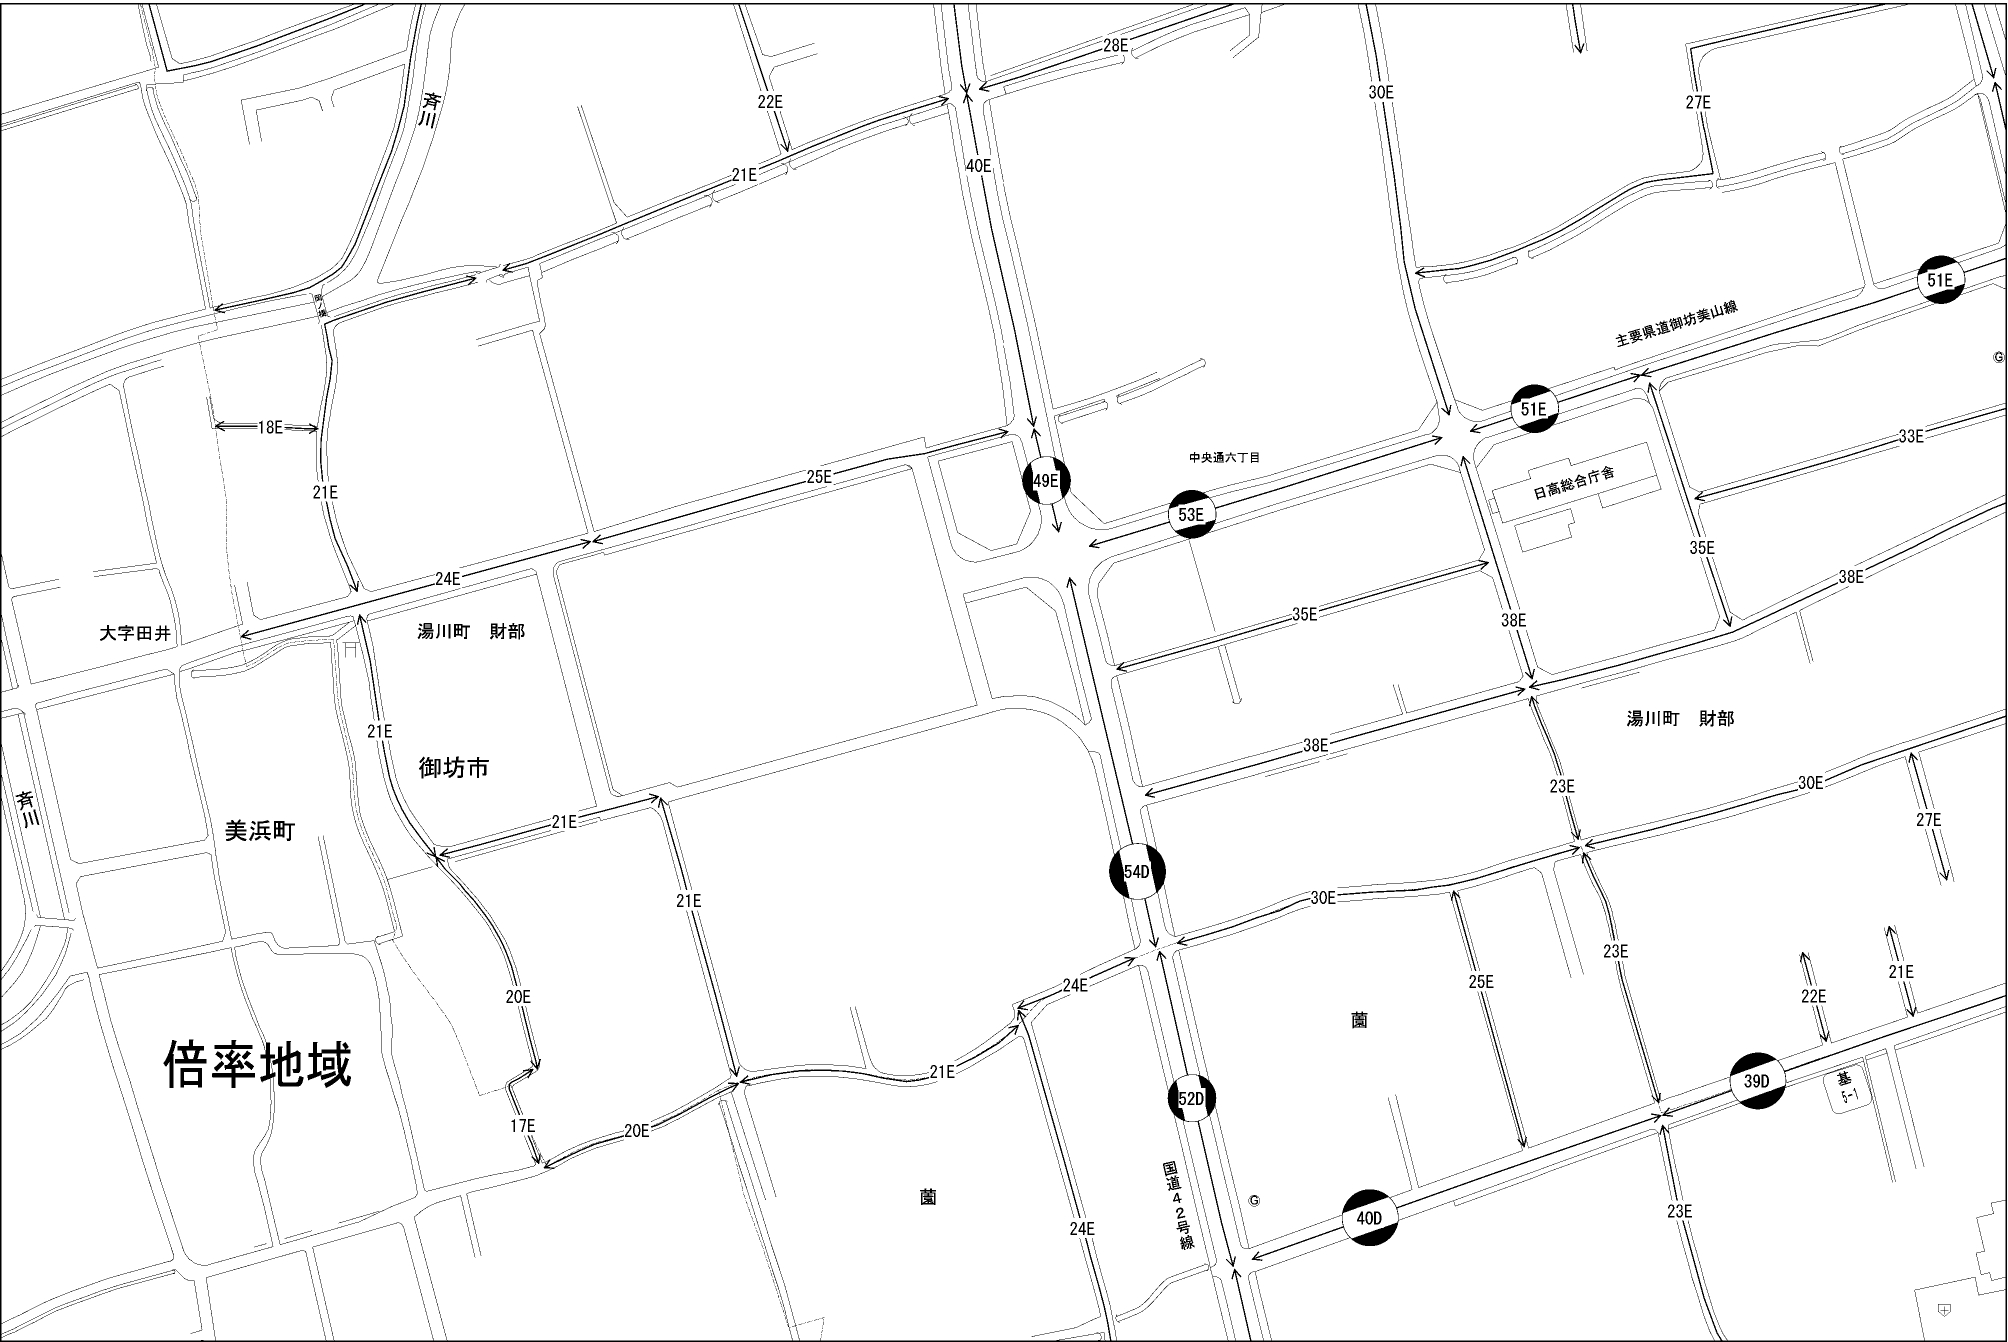 28E
30E
27E
22E
斉川
40E
21E
51E
主要県道御坊美山線
G
51E
18E
33E
中央通六丁目
25E
49E
日高総合庁舎
21E
53E
35E
38E
24E
35E
38E
大字田井
湯川町 財部
湯川町 財部
21E
38E
御坊市
23E
30E
斉川
美浜町
21E
27E
54D
21E
30E
23E
21E
25E
24E
20E
22E
薗
倍率地域
21E
39D
基
5-1
52D
17E
20E
薗
国道42号線
G
40D
23E
24E